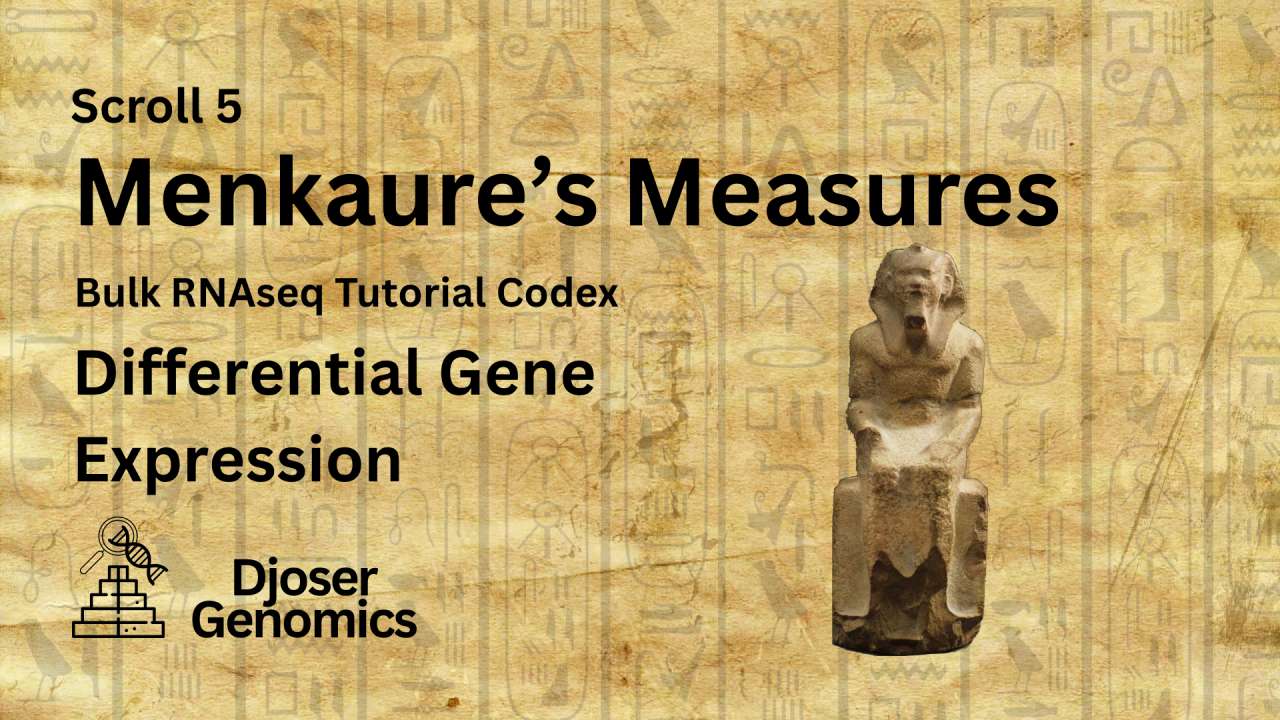 Scroll 5
Menkaure’s Measures
Bulk RNAseq Tutorial Codex
Differential Gene
Expression
Djoser
Genomics